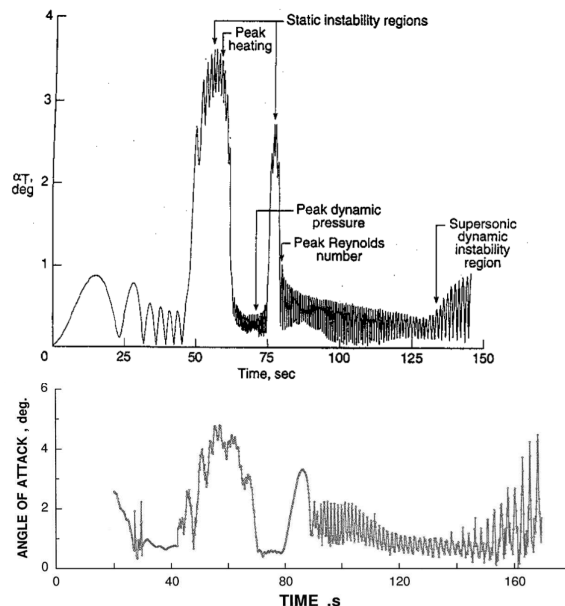 4
Static instability regions
Peak
heating
3
αT,
deg
2
Peak dynamic
pressure
Supersonic
dynamic
instability
region
Peak Reynolds
number
1
0 25 50 75 100 125 150
Time, sec
6
ANGLE OF ATTACK , deg.
4
2
0
0 40 80 120 160
TIME ,s